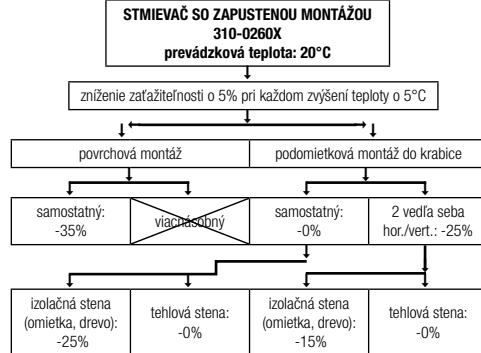 STMIEVAČ SO ZAPUSTENOU MONTÁŽOU
310-0260X
prevádzková teplota: 20°C
zníženie zaťažiteľnosti o 5% pri každom zvýšení teploty o 5°C
povrchová montáž
podomietková montáž do krabice
samostatný:
-35%
viacnásobný
samostatný:
-0%
2 vedľa seba
hor./vert.: -25%
izolačná stena
(omietka, drevo):
-25%
tehlová stena:
-0%
izolačná stena
(omietka, drevo):
-15%
tehlová stena:
-0%